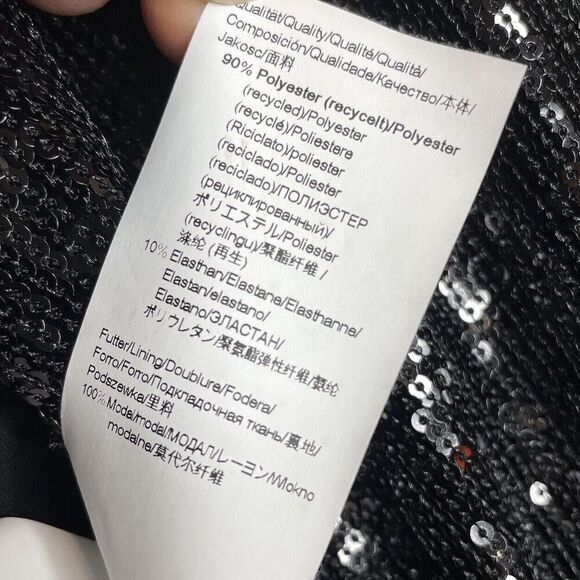 Qualität/Quality/Qualité/Qualità/
Composición/Qualidade/Качество/本体/
Jakość/面料
90% Polyester (recycelt)/Polyester
(recycled)/Polyester
(recyclé)/Poliestere
(Riciclato)/poliester
(reciclado)/Poliester
(reciclado)/ПОЛИЭСТЕР
(рециклированный)/
ポリエステル/Poliester
(recyclingu)/聚酯纤维 /
涤纶 (再生)
10% Elasthan/Elastane/Elasthanne/
Elastan/elastano/
Elastano/ЭЛАСТАН/
ポリウレタン/聚氨酯弹性纤维/氨纶
Futter/Lining/Doublure/Fodera/
Forro/Forro/Подкладочная ткань/裏地/
Podszewka/里料
100% Modal/modal/МОДАЛ/レーヨン/Wlokno
modalne/莫代尔纤维